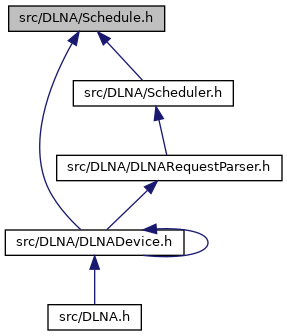 src/DLNA/Schedule.h
src/DLNA/Scheduler.h
src/DLNA/DLNARequestParser.h
src/DLNA/DLNADevice.h
src/DLNA.h